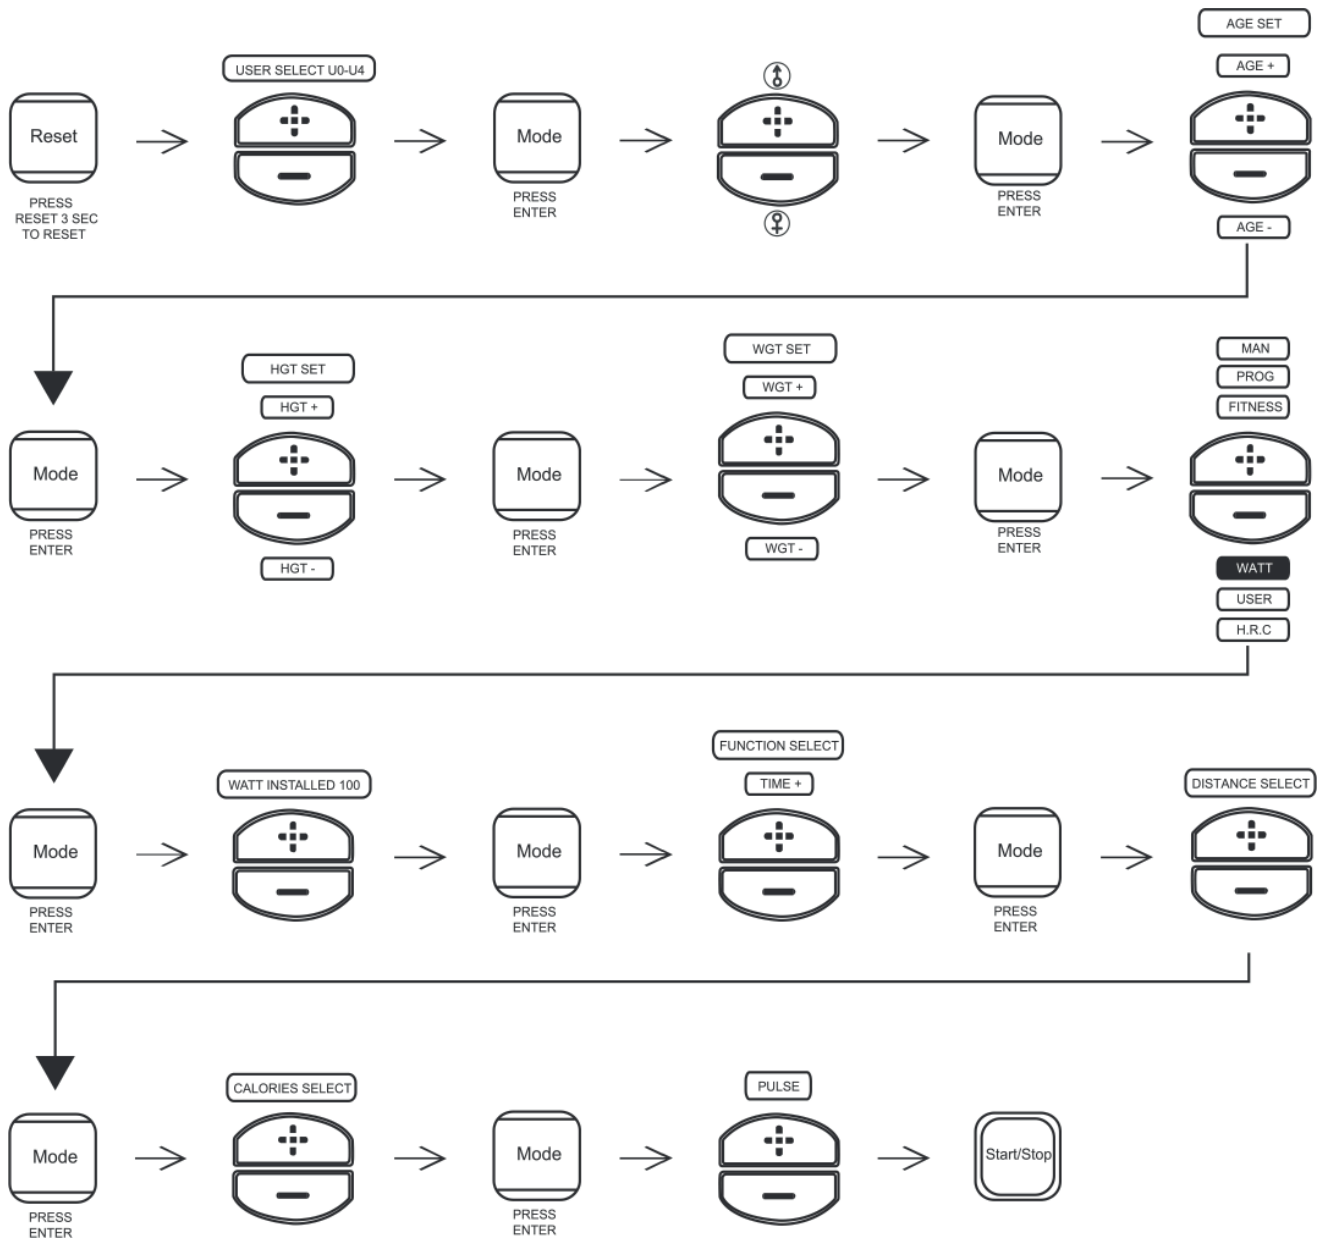 USER SELECT U0-U4
AGE SET
AGE +
Reset
Mode
Mode
PRESS
RESET 3 SEC
TO RESET
PRESS
ENTER
PRESS
ENTER
AGE -
HGT SET
HGT +
WGT SET
WGT +
MAN
PROG
FITNESS
Mode
Mode
Mode
PRESS
ENTER
PRESS
ENTER
PRESS
ENTER
HGT -
WGT -
WATT
USER
H.R.C
WATT INSTALLED 100
FUNCTION SELECT
TIME +
DISTANCE SELECT
Mode
Mode
Mode
PRESS
ENTER
PRESS
ENTER
PRESS
ENTER
CALORIES SELECT
PULSE
Mode
Mode
Start/Stop
PRESS
ENTER
PRESS
ENTER